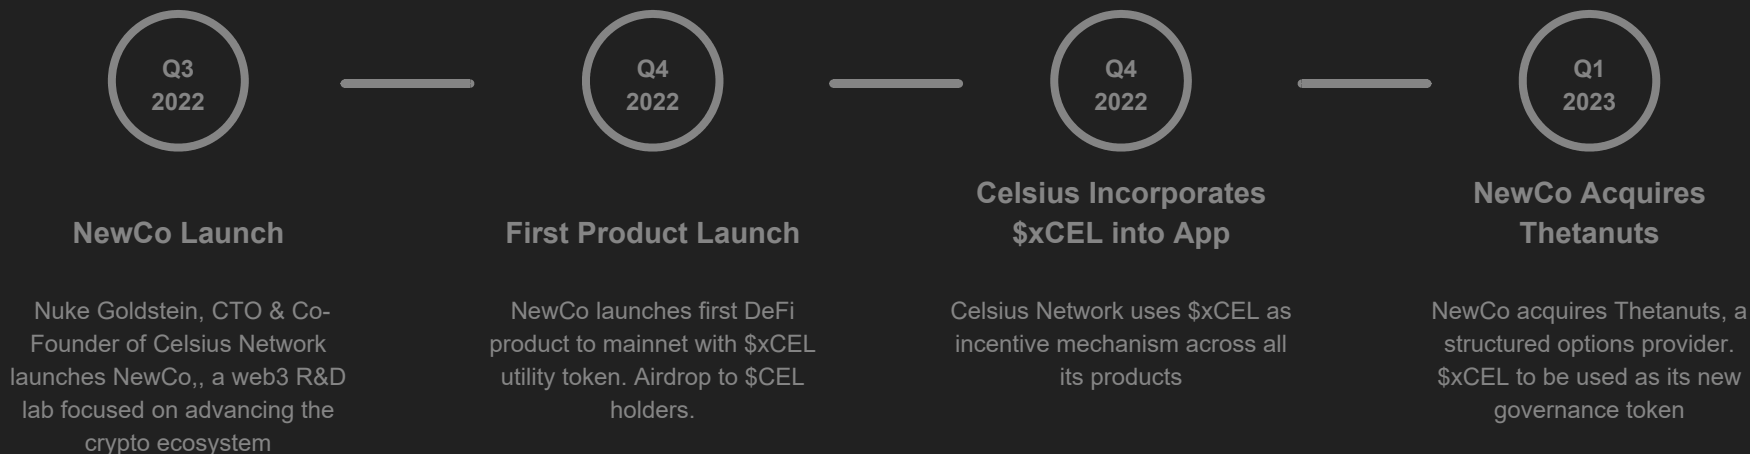 Q3
2022
NewCo Launch
Nuke Goldstein, CTO & Co-
Founder of Celsius Network
launches NewCo,, a web3 R&D
lab focused on advancing the
crypto ecosystem
Q4
2022
First Product Launch
NewCo launches first DeFi
product to mainnet with $xCEL
utility token. Airdrop to $CEL
holders.
Q4
2022
Celsius Incorporates
$xCEL into App
Celsius Network uses $xCEL as
incentive mechanism across all
its products
Q1
2023
NewCo Acquires
Thetanuts
NewCo acquires Thetanuts, a
structured options provider.
$xCEL to be used as its new
governance token